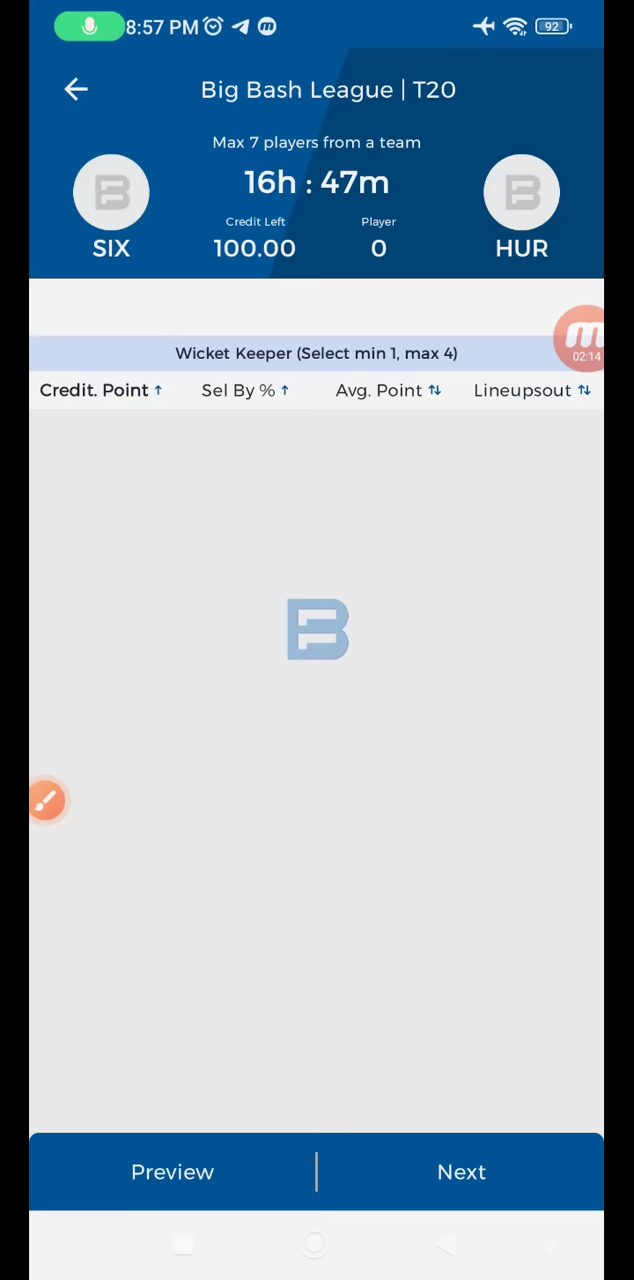 8:57 PM
92
Big Bash League | T20
Max 7 players from a team
16h : 47m
Credit Left
Player
SIX
100.00
0
HUR
Wicket Keeper (Select min 1, max 4)
02:14
Credit. Point ↑
Sel By % ↑
Avg. Point ↑↓
Lineupsout ↑↓
Preview
Next